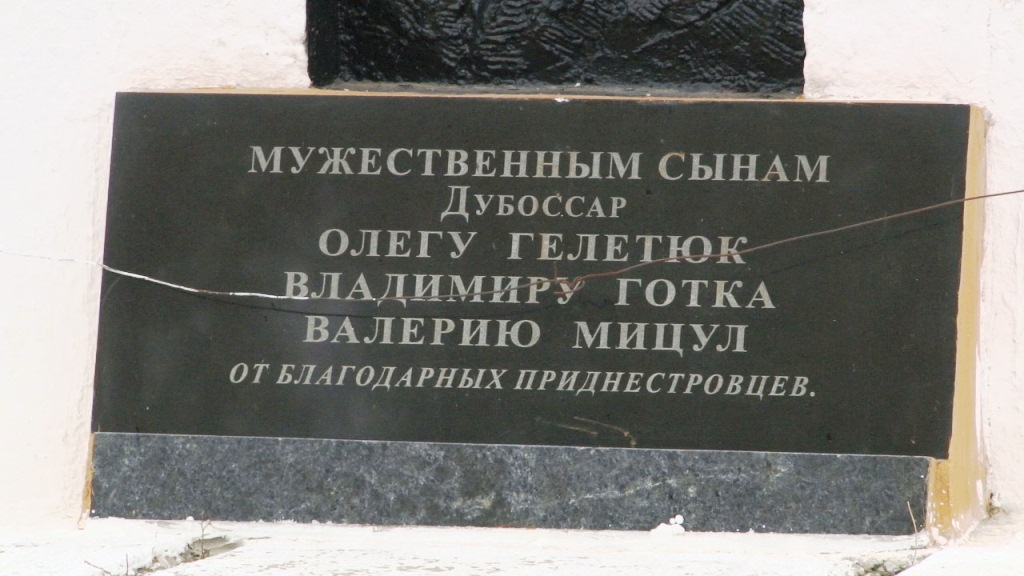 МУЖЕСТВЕННЫМ СЫНАМ
ДУБОССАР
ОЛЕГУ ГЕЛЕТЮК
ВЛАДИМИРУ ГОТКА
ВАЛЕРИЮ МИЦУЛ
ОТ БЛАГОДАРНЫХ ПРИДНЕСТРОВЦЕВ.